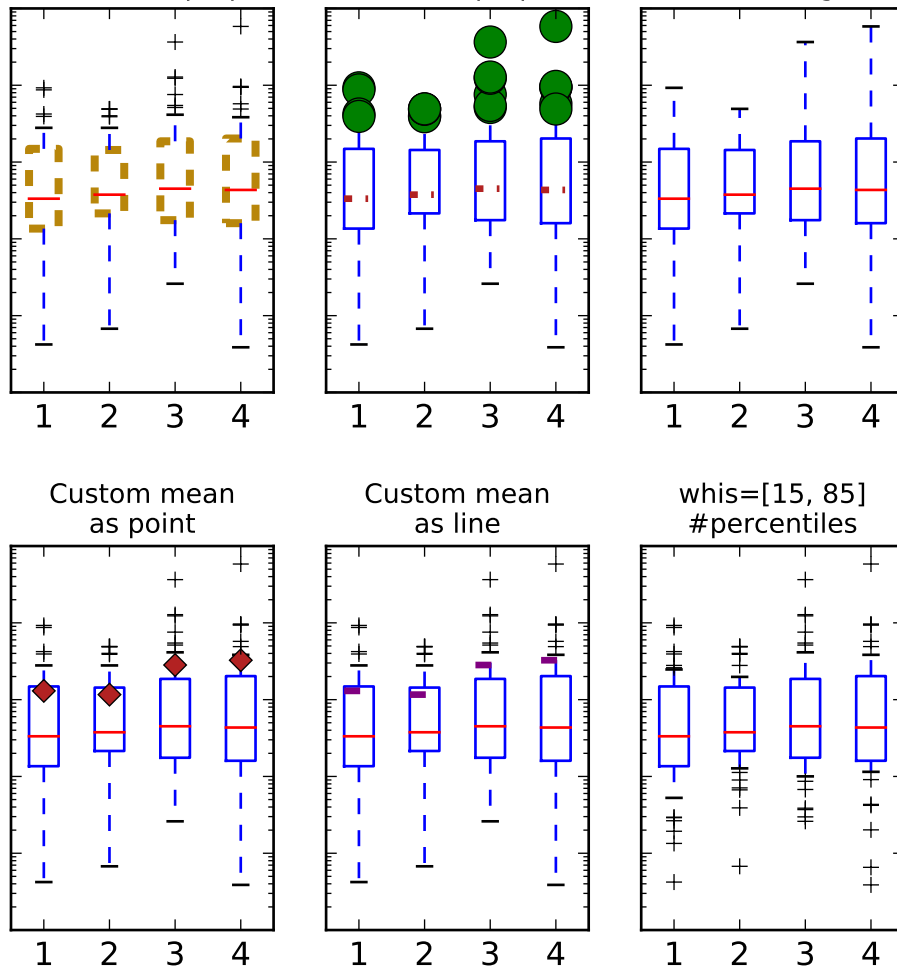 1 2 3 4
1 2 3 4
1 2 3 4
Custom mean
as point
Custom mean
as line
whis=[15, 85]
#percentiles
1 2 3 4
1 2 3 4
1 2 3 4